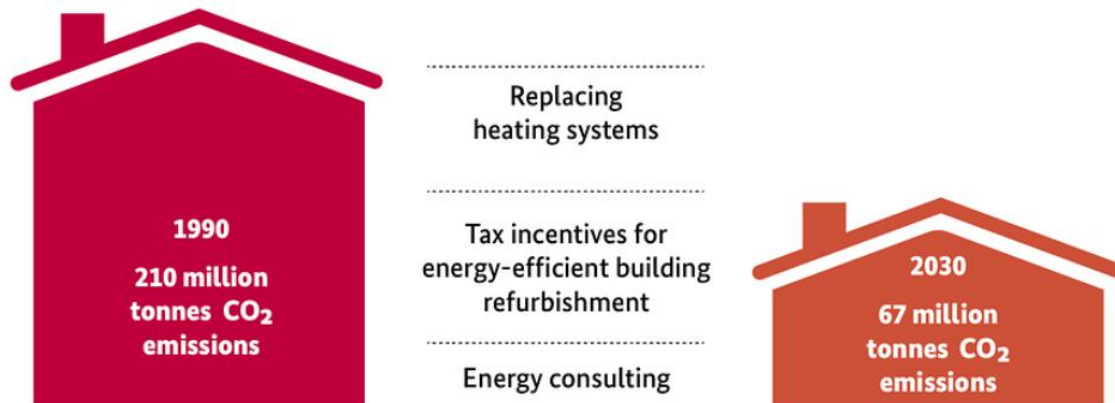 1990
210 million
tonnes CO₂
emissions
Replacing
heating systems
Tax incentives for
energy-efficient building
refurbishment
Energy consulting
2030
67 million
tonnes CO₂
emissions